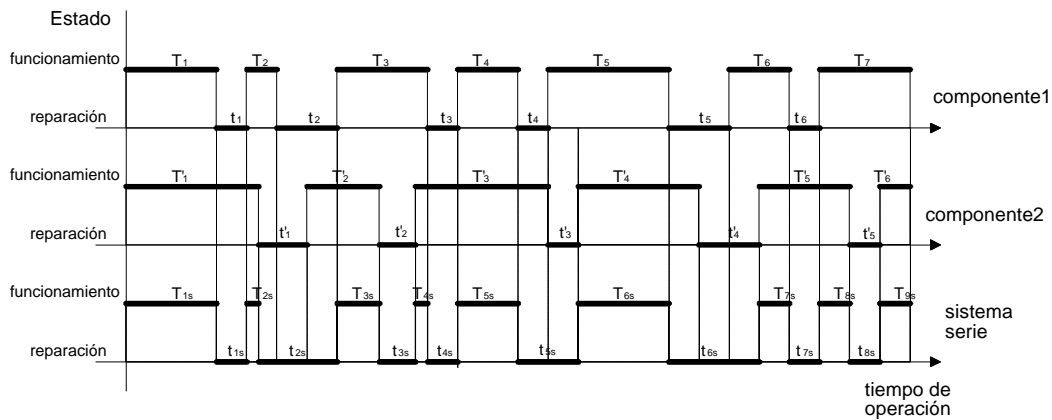 Estado
funcionamiento
T1 T2 T3 T4 T5 T6 T7
reparación
t1 t2 t3 t4 t5 t6
componente1
funcionamiento
T'1 T'2 T'3 T'4 T'5 T'6
reparación
t'1 t'2 t'3 t'4 t'5
componente2
funcionamiento
T1s T2s T3s T4s T5s T6s T7s T8s T9s
sistema
serie
reparación
t1s t2s t3s t4s t5s t6s t7s t8s
tiempo de
operación